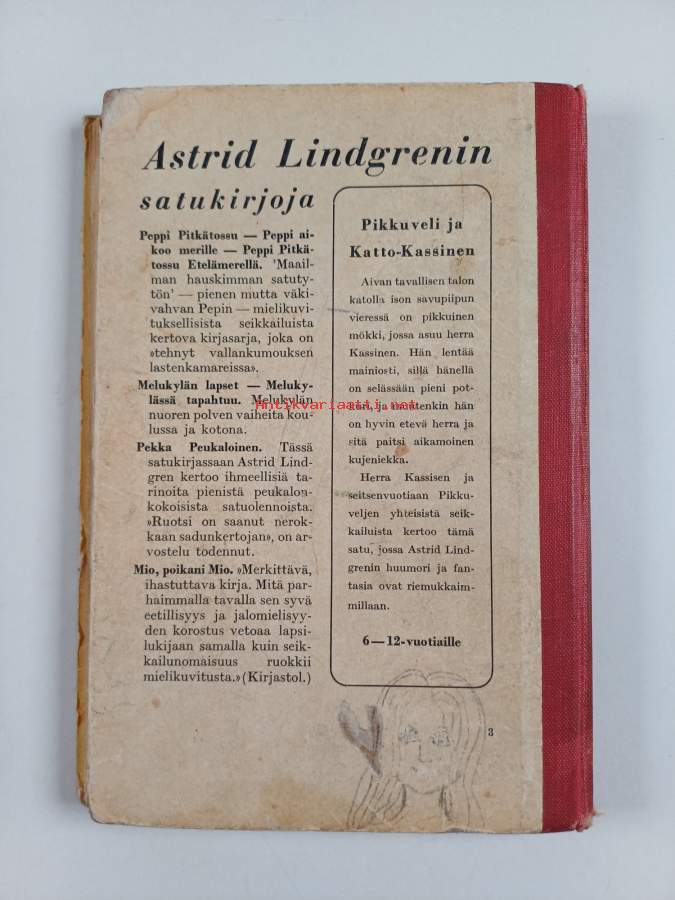 Astrid Lindgrenin
satukirjoja
Peppi Pitkätossu — Peppi ai-
koo merille — Peppi Pitkä-
tossu Etelämerellä. 'Maail-
man hauskimman satuty-
tön' — pienen mutta väki-
vahvan Pepin — mielikuvi-
tuksellisista seikkailuista
kertova kirjasarja, joka on
»tehnyt vallankumouksen
lastenkamareissa».
Melukylän lapset — Meluky-
lässä tapahtuu. Melukylän
nuoren polven vaiheita kou-
lussa ja kotona.
Pekka Peukaloinen. Tässä
satukirjassaan Astrid Lind-
gren kertoo ihmeellisiä ta-
rinoita pienistä peukalon-
kokoisista satuolennoista.
»Ruotsi on saanut nerok-
kaan sadunkertojan», on ar-
vostelu todennut.
Mio, poikani Mio. »Merkittävä,
ihastuttava kirja. Mitä par-
haimmalla tavalla sen syvä
eetillisyys ja jalomielisyy-
den korostus vetoaa lapsi-
lukijaan samalla kuin seik-
kailunomaisuus ruokkii
mielikuvitusta.» (Kirjastol.)
Pikkuveli ja
Katto-Kassinen
Aivan tavallisen talon
katolla ison savupiipun
vieressä on pikkuinen
mökki, jossa asuu herra
Kassinen. Hän lentää
mainiosti, sillä hänellä
on selässään pieni pot-
kuri, ja muutenkin hän
on hyvin etevä herra ja
sitä paitsi aikamoinen
kujeniekka.
Herra Kassisen ja
seitsenvuotiaan Pikku-
veljen yhteisistä seik-
kailuista kertoo tämä
satu, jossa Astrid Lind-
grenin huumori ja fan-
tasia ovat riemukkaim-
millaan.
6—12-vuotiaille
3
Antikvariaatti.net